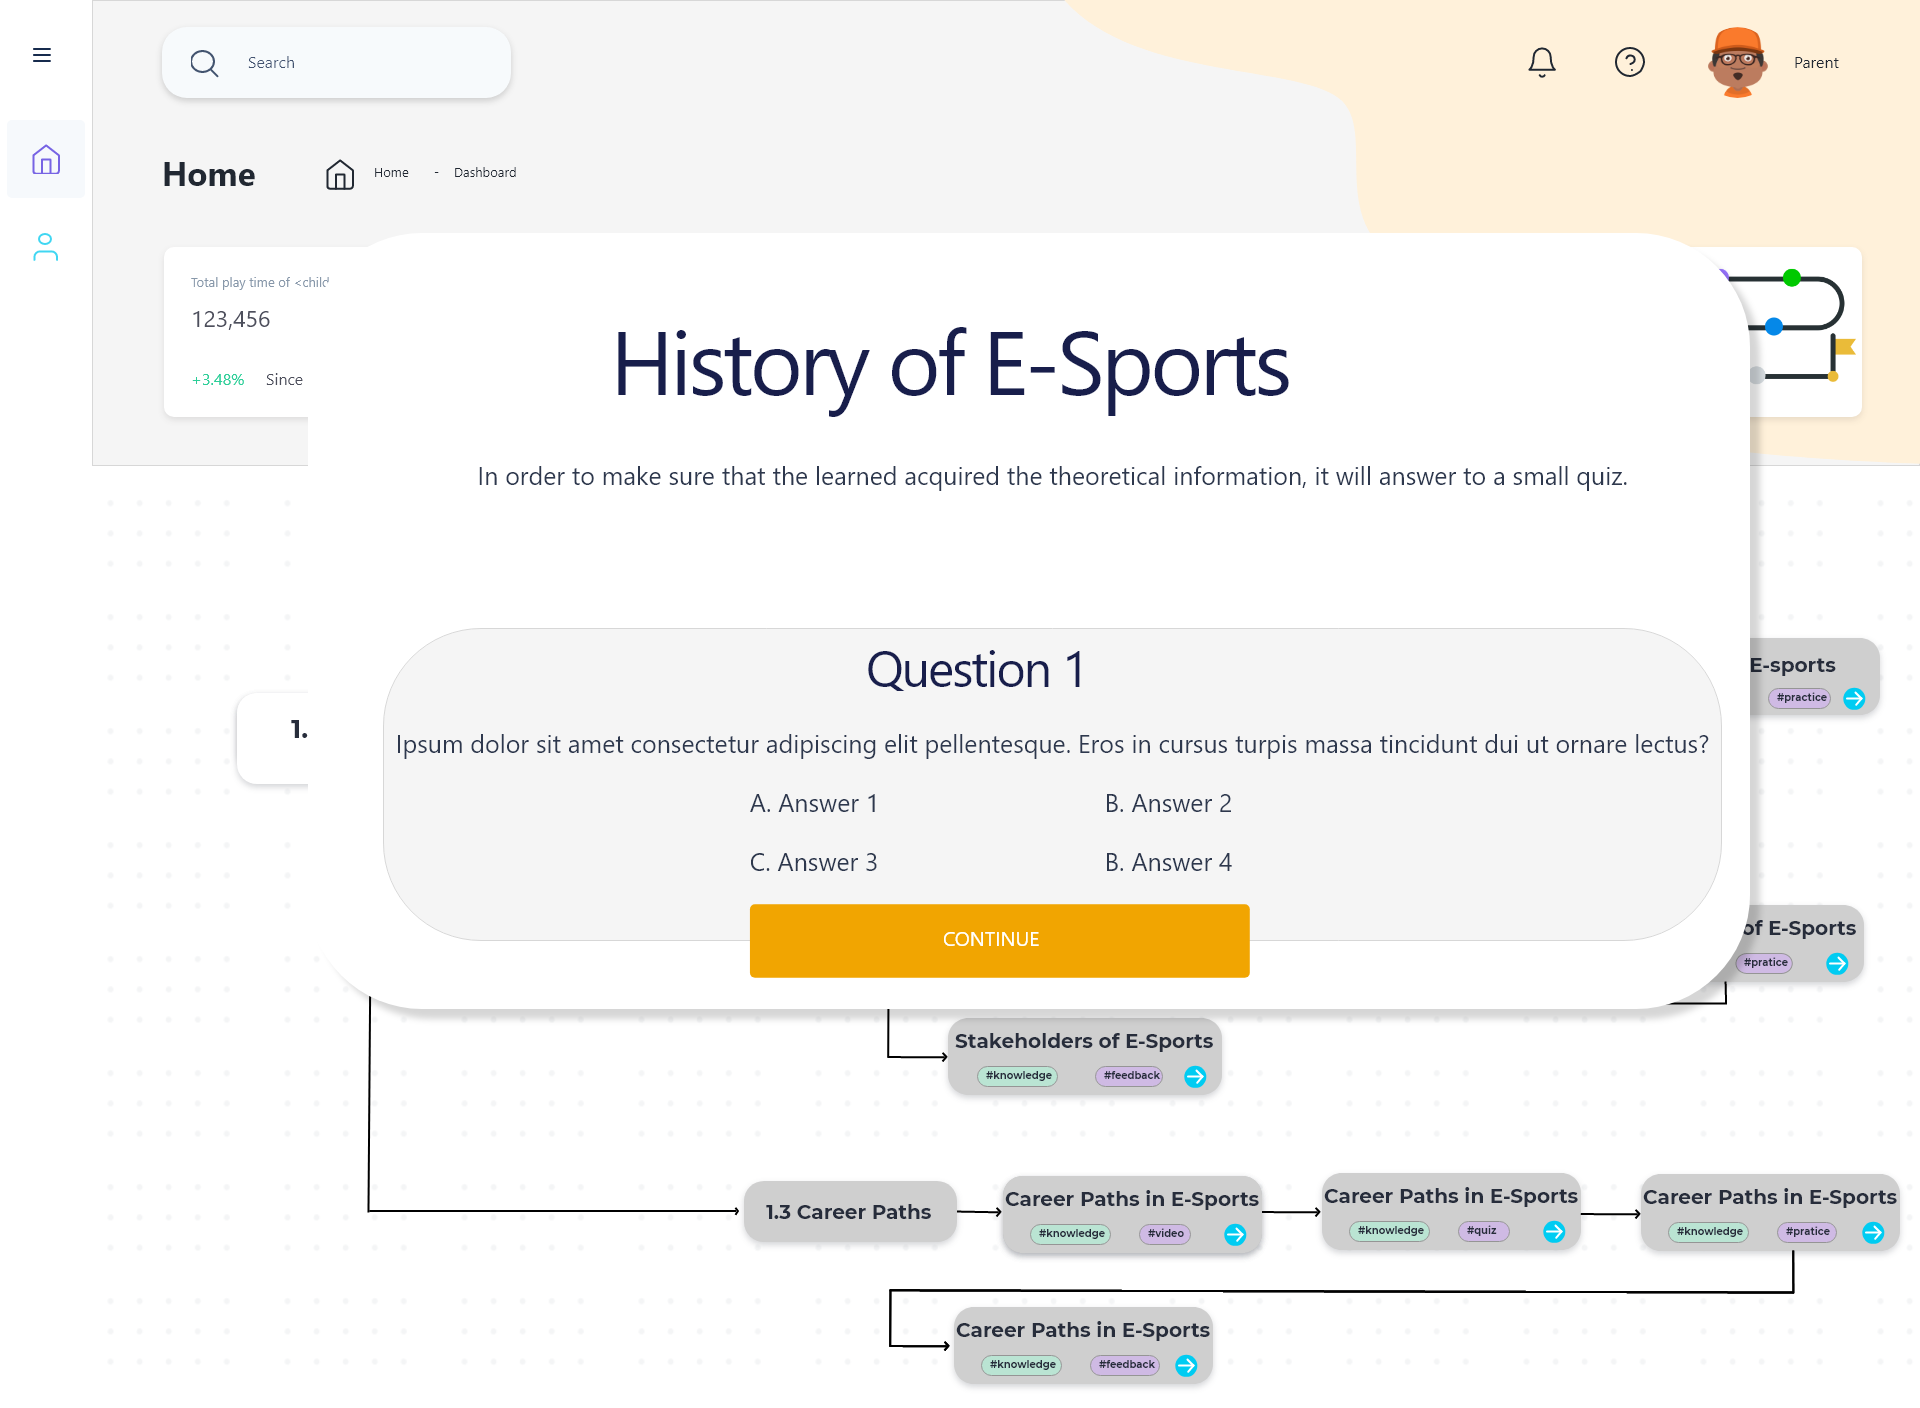 Search
Parent
Home
Home - Dashboard
Total play time of <child
123,456
+3.48% Since
History of E-Sports
In order to make sure that the learned acquired the theoretical information, it will answer to a small quiz.
Question 1
Ipsum dolor sit amet consectetur adipiscing elit pellentesque. Eros in cursus turpis massa tincidunt dui ut ornare lectus?
A. Answer 1
B. Answer 2
C. Answer 3
B. Answer 4
CONTINUE
1.
E-sports
#practice
of E-Sports
#pratice
Stakeholders of E-Sports
#knowledge #feedback
1.3 Career Paths
Career Paths in E-Sports
#knowledge #video
Career Paths in E-Sports
#knowledge #quiz
Career Paths in E-Sports
#knowledge #pratice
Career Paths in E-Sports
#knowledge #feedback